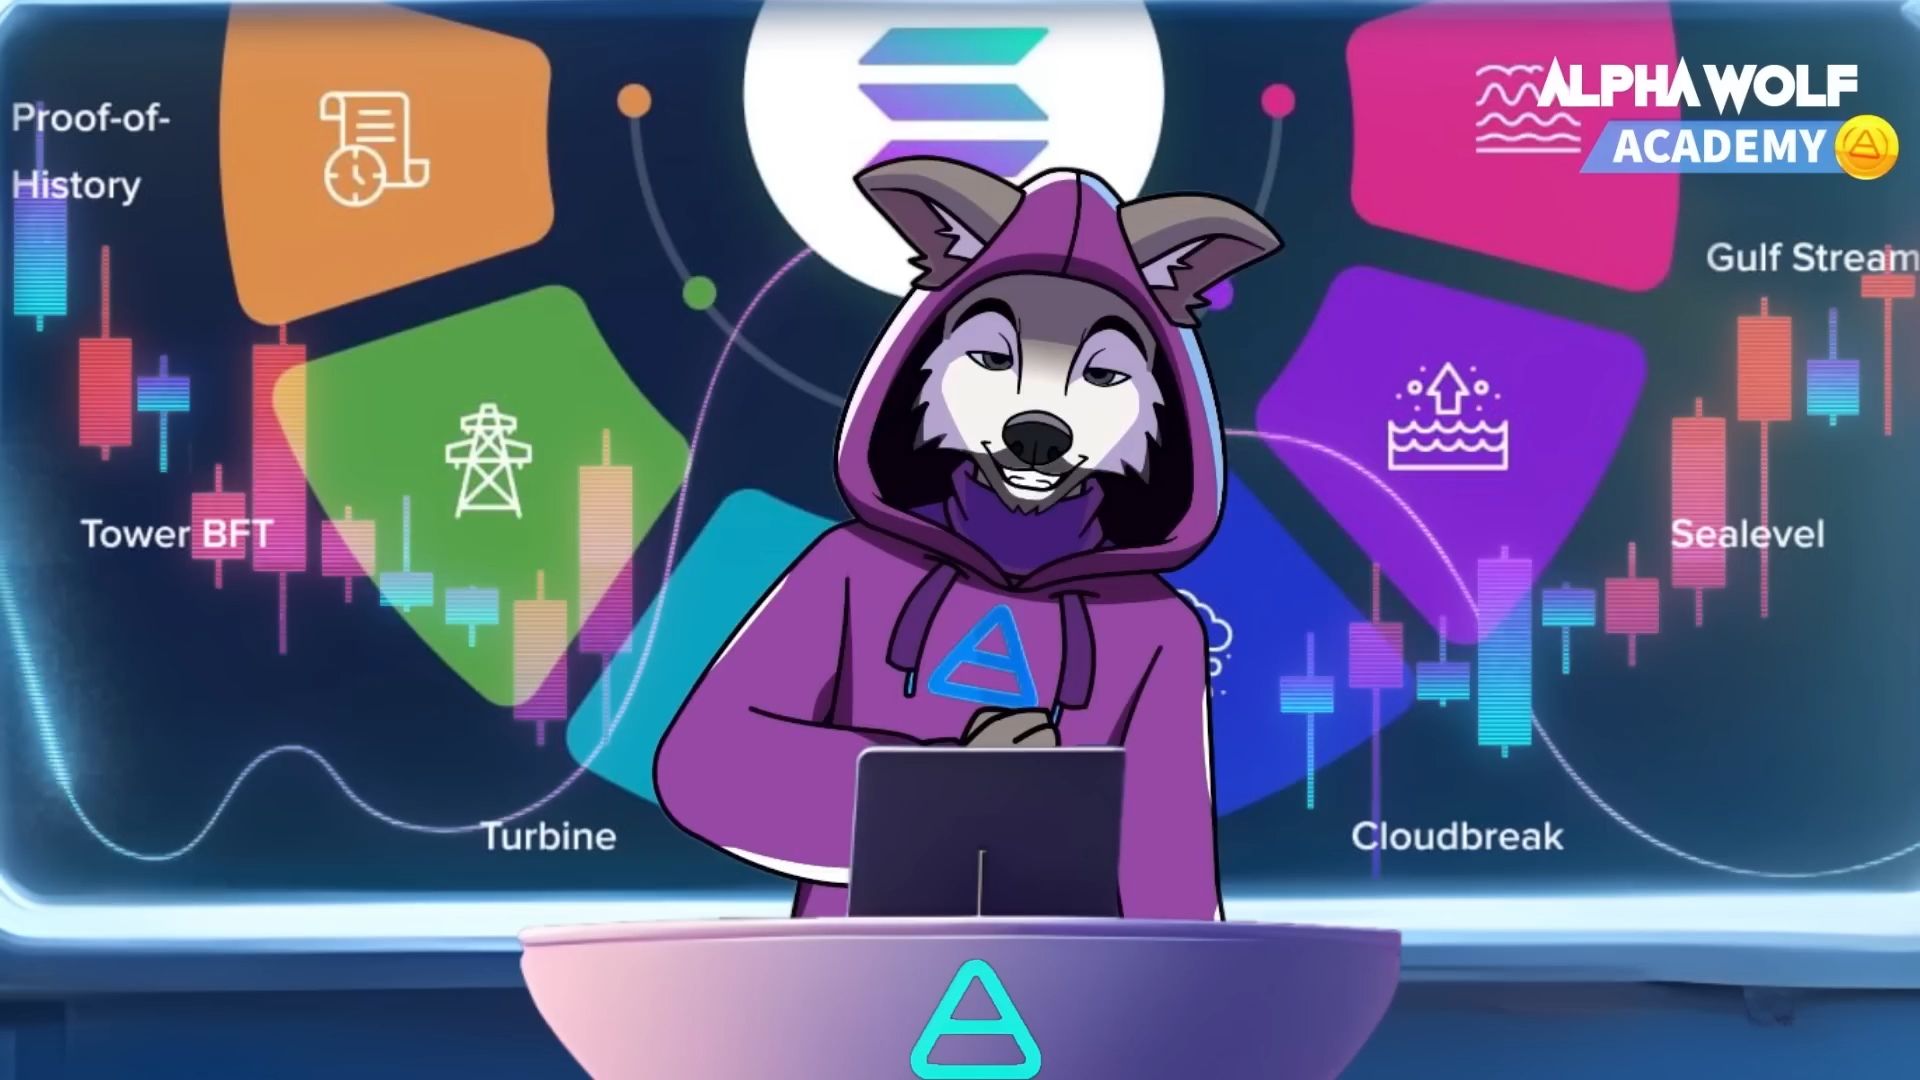 ALPHA WOLF
ACADEMY
Proof-of-
History
Gulf Stream
Tower BFT
Sealevel
Turbine
Cloudbreak